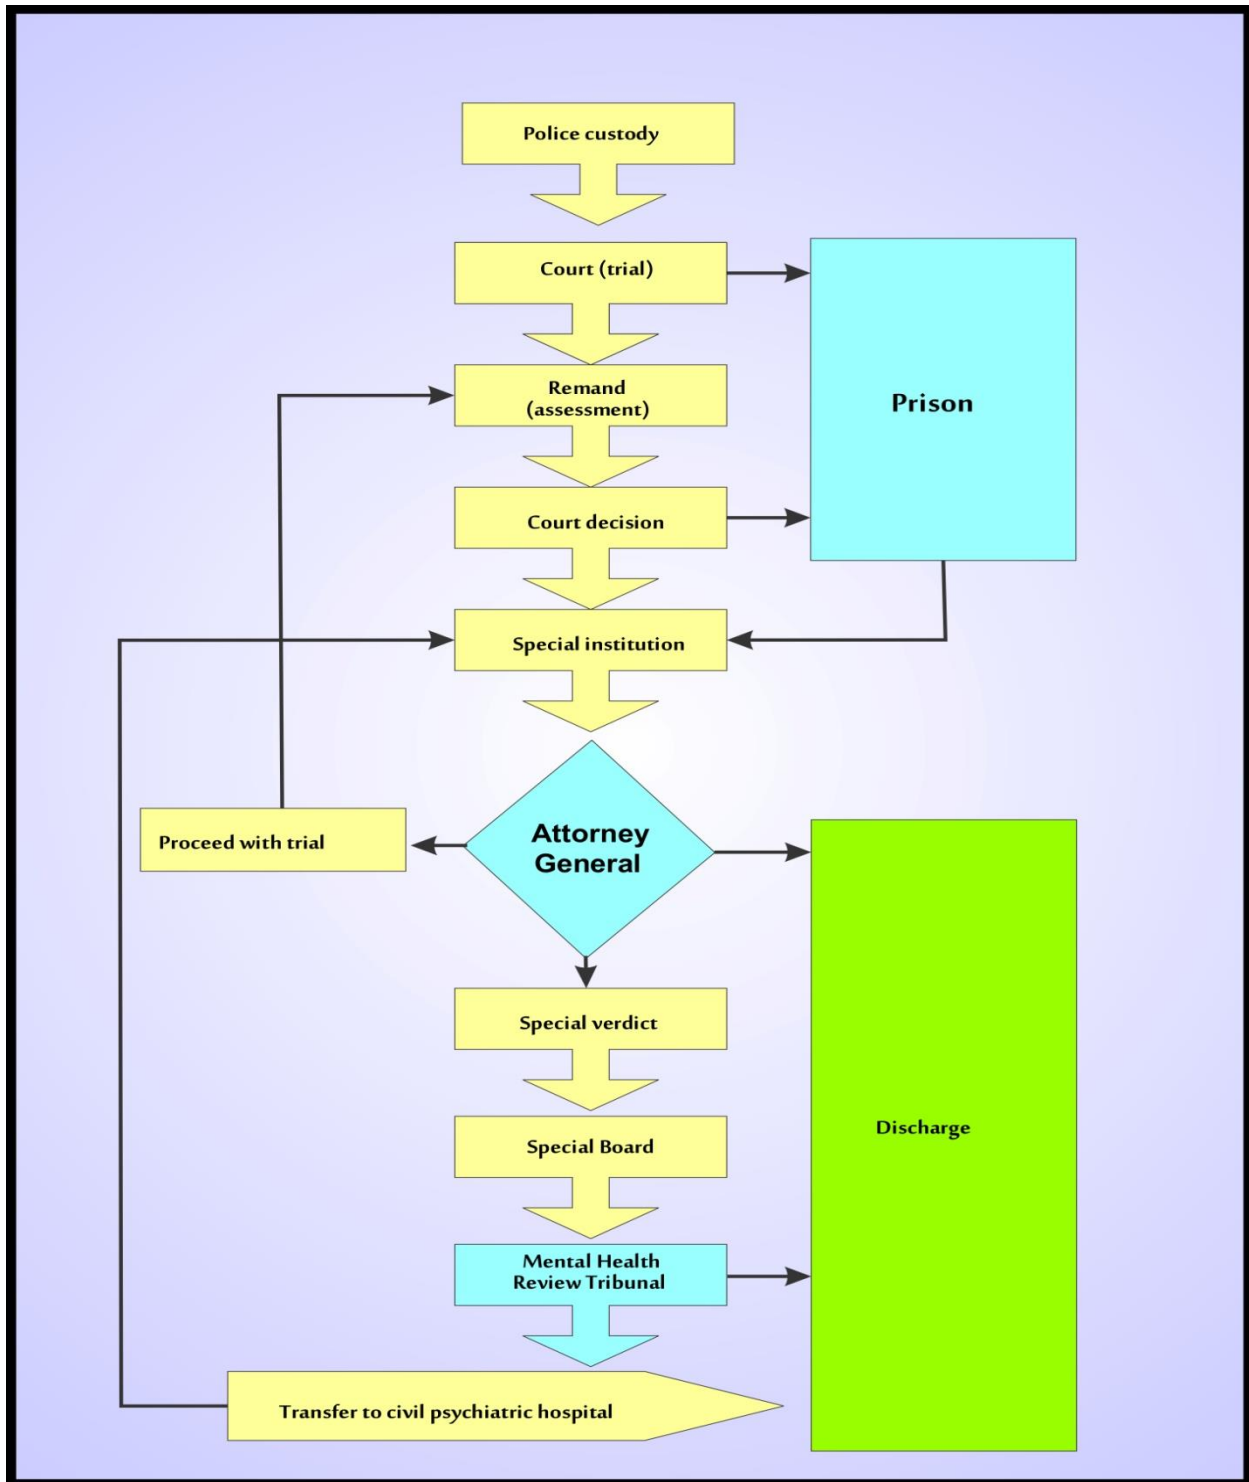 Police custody
Court (trial)
Remand
(assessment)
Prison
Court decision
Special institution
Attorney
General
Proceed with trial
Special verdict
Special Board
Discharge
Mental Health
Review Tribunal
Transfer to civil psychiatric hospital